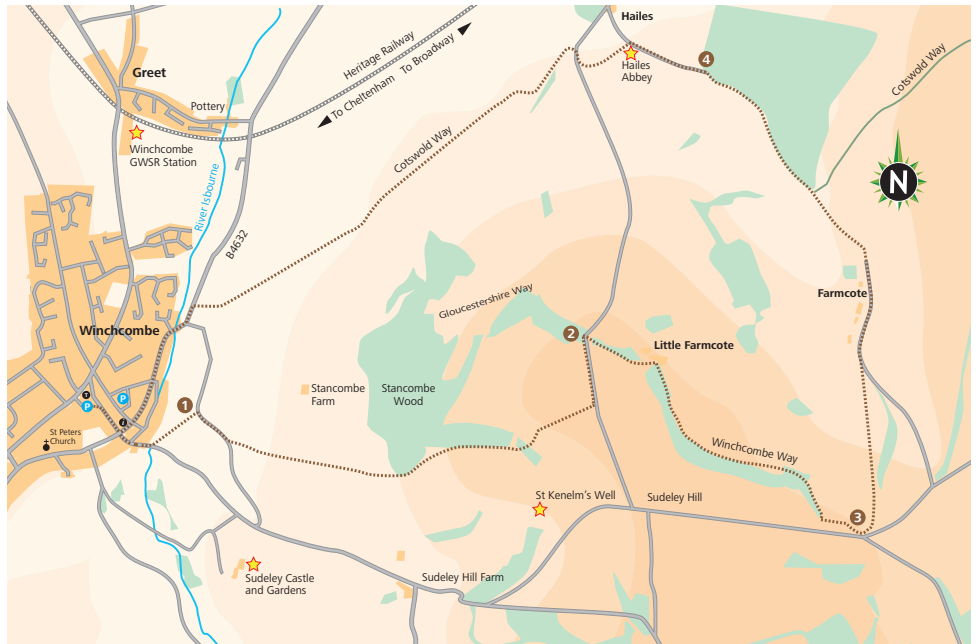 Hailes
Heritage Railway
To Broadway
To Cheltenham
Greet
Hailes
Abbey
4
Cotswold Way
Pottery
Winchcombe
GWSR Station
Cotswold Way
N
River Isbourne
B4632
Gloucestershire Way
Farmcote
Winchcombe
2
Little Farmcote
Stancombe
Farm
Stancombe
Wood
T
P
P
1
i
St Peters
Church
Winchcombe Way
St Kenelm's Well
Sudeley Hill
3
Sudeley Castle
and Gardens
Sudeley Hill Farm